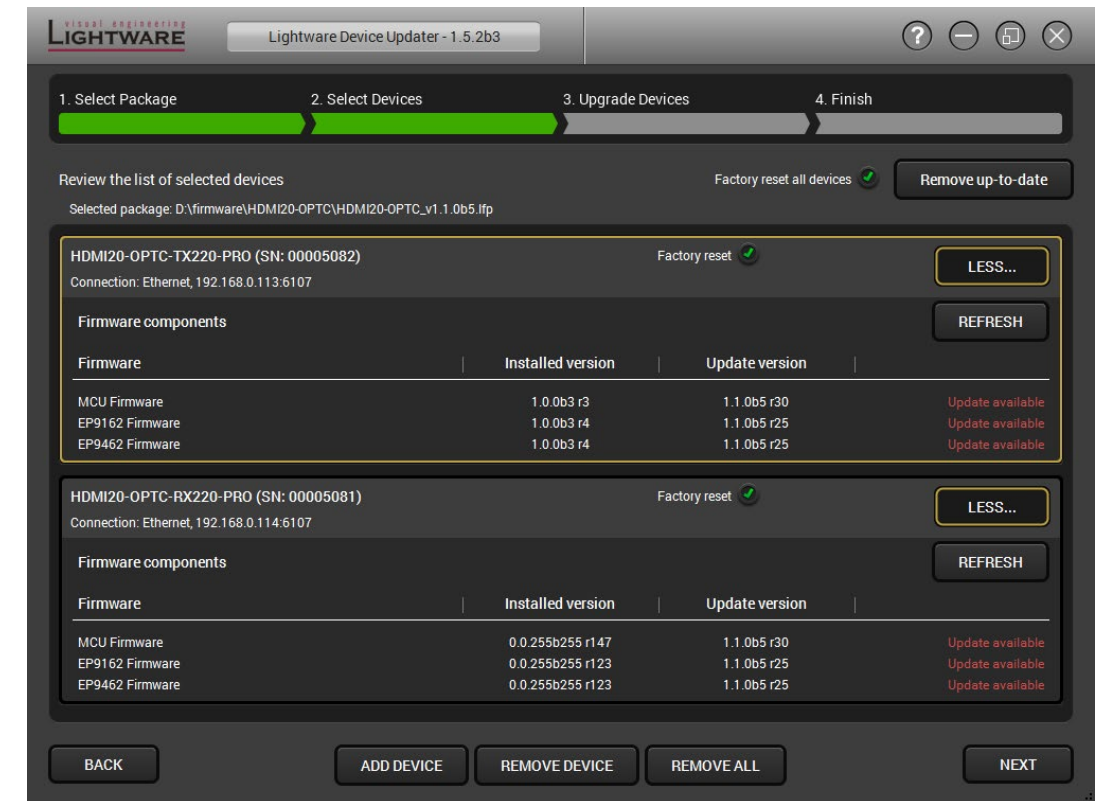 visual engineering
LIGHTWARE
Lightware Device Updater - 1.5.2b3
?
1. Select Package 2. Select Devices 3. Upgrade Devices 4. Finish
Review the list of selected devices
Factory reset all devices
Remove up-to-date
Selected package: D:\firmware\HDMI20-OPTC\HDMI20-OPTC_v1.1.0b5.lfp
HDMI20-OPTC-TX220-PRO (SN: 00005082)
Factory reset
LESS...
Connection: Ethernet, 192.168.0.113:6107
Firmware components
REFRESH
Firmware | Installed version | Update version |
MCU Firmware 1.0.0b3 r3 1.1.0b5 r30 Update available
EP9162 Firmware 1.0.0b3 r4 1.1.0b5 r25 Update available
EP9462 Firmware 1.0.0b3 r4 1.1.0b5 r25 Update available
HDMI20-OPTC-RX220-PRO (SN: 00005081)
Factory reset
LESS...
Connection: Ethernet, 192.168.0.114:6107
Firmware components
REFRESH
Firmware | Installed version | Update version |
MCU Firmware 0.0.255b255 r147 1.1.0b5 r30 Update available
EP9162 Firmware 0.0.255b255 r123 1.1.0b5 r25 Update available
EP9462 Firmware 0.0.255b255 r123 1.1.0b5 r25 Update available
BACK ADD DEVICE REMOVE DEVICE REMOVE ALL NEXT